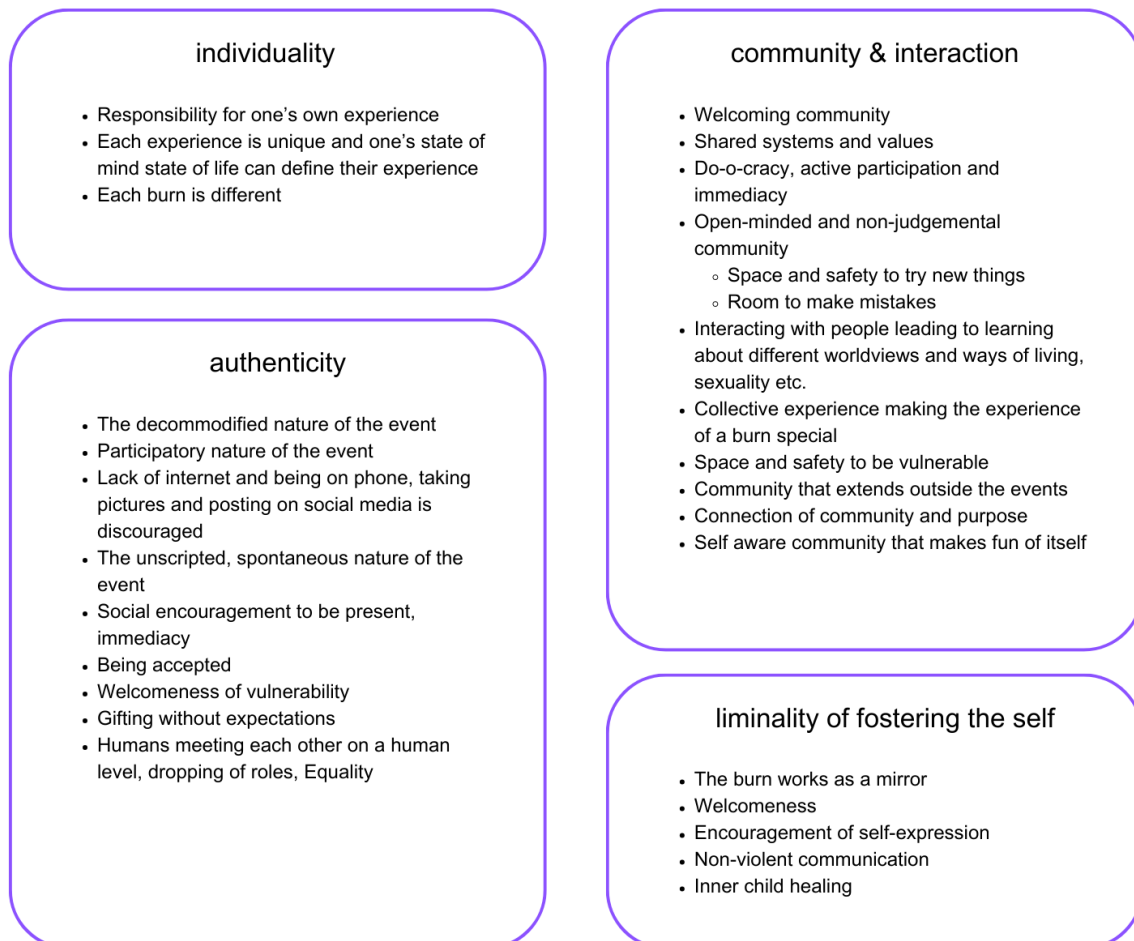 individuality
• Responsibility for one’s own experience
• Each experience is unique and one’s state of
mind state of life can define their experience
• Each burn is different
authenticity
• The decommodified nature of the event
• Participatory nature of the event
• Lack of internet and being on phone, taking
pictures and posting on social media is
discouraged
• The unscripted, spontaneous nature of the
event
• Social encouragement to be present,
immediacy
• Being accepted
• Welcomeness of vulnerability
• Gifting without expectations
• Humans meeting each other on a human
level, dropping of roles, Equality
community & interaction
• Welcoming community
• Shared systems and values
• Do-o-cracy, active participation and
immediacy
• Open-minded and non-judgemental
community
◦ Space and safety to try new things
◦ Room to make mistakes
• Interacting with people leading to learning
about different worldviews and ways of living,
sexuality etc.
• Collective experience making the experience
of a burn special
• Space and safety to be vulnerable
• Community that extends outside the events
• Connection of community and purpose
• Self aware community that makes fun of itself
liminality of fostering the self
• The burn works as a mirror
• Welcomeness
• Encouragement of self-expression
• Non-violent communication
• Inner child healing